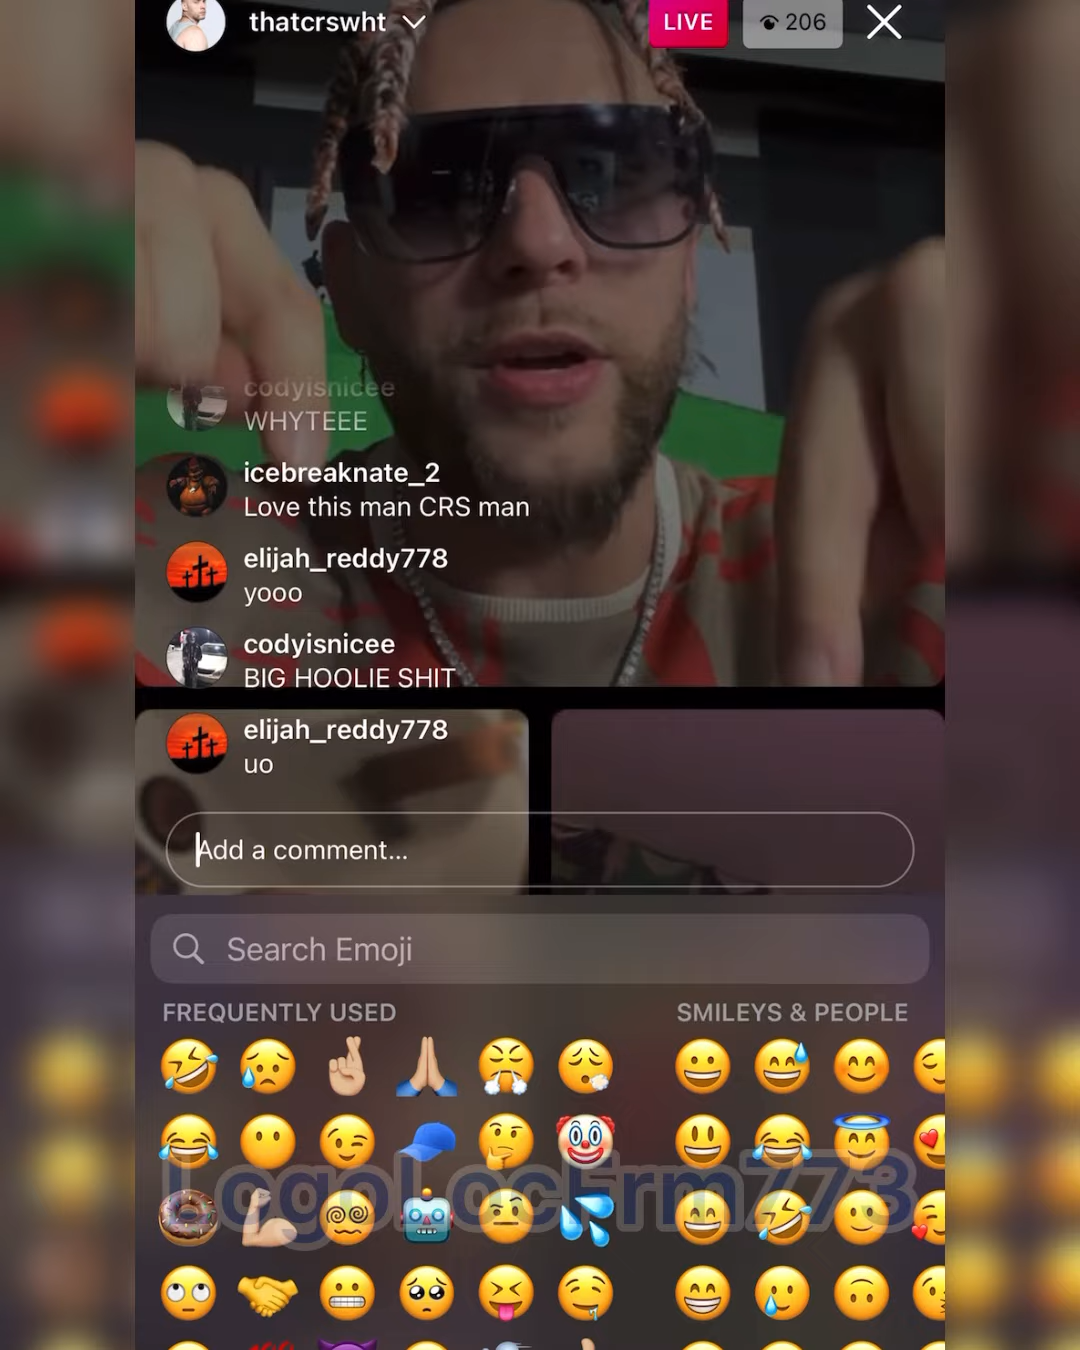 thatcrswht
LIVE
206
codyisnicee
WHYTEEE
icebreaknate_2
Love this man CRS man
elijah_reddy778
yooo
codyisnicee
BIG HOOLIE SHIT
elijah_reddy778
uo
Add a comment...
Search Emoji
FREQUENTLY USED
SMILEYS & PEOPLE
LogoLocFrm773